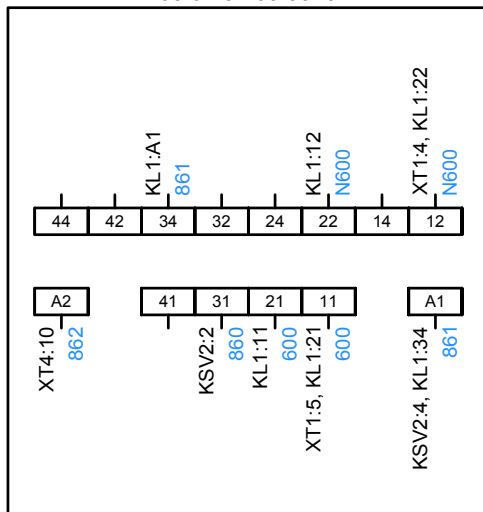 KL1:A1
861
KL1:12
N600
XT1:4, KL1:22
N600
44 42 34 32 24 22 14 12
A2 41 31 21 11 A1
XT4:10
862
KSV2:2
860
KL1:11
600
XT1:5, KL1:21
600
KSV2:4, KL1:34
861